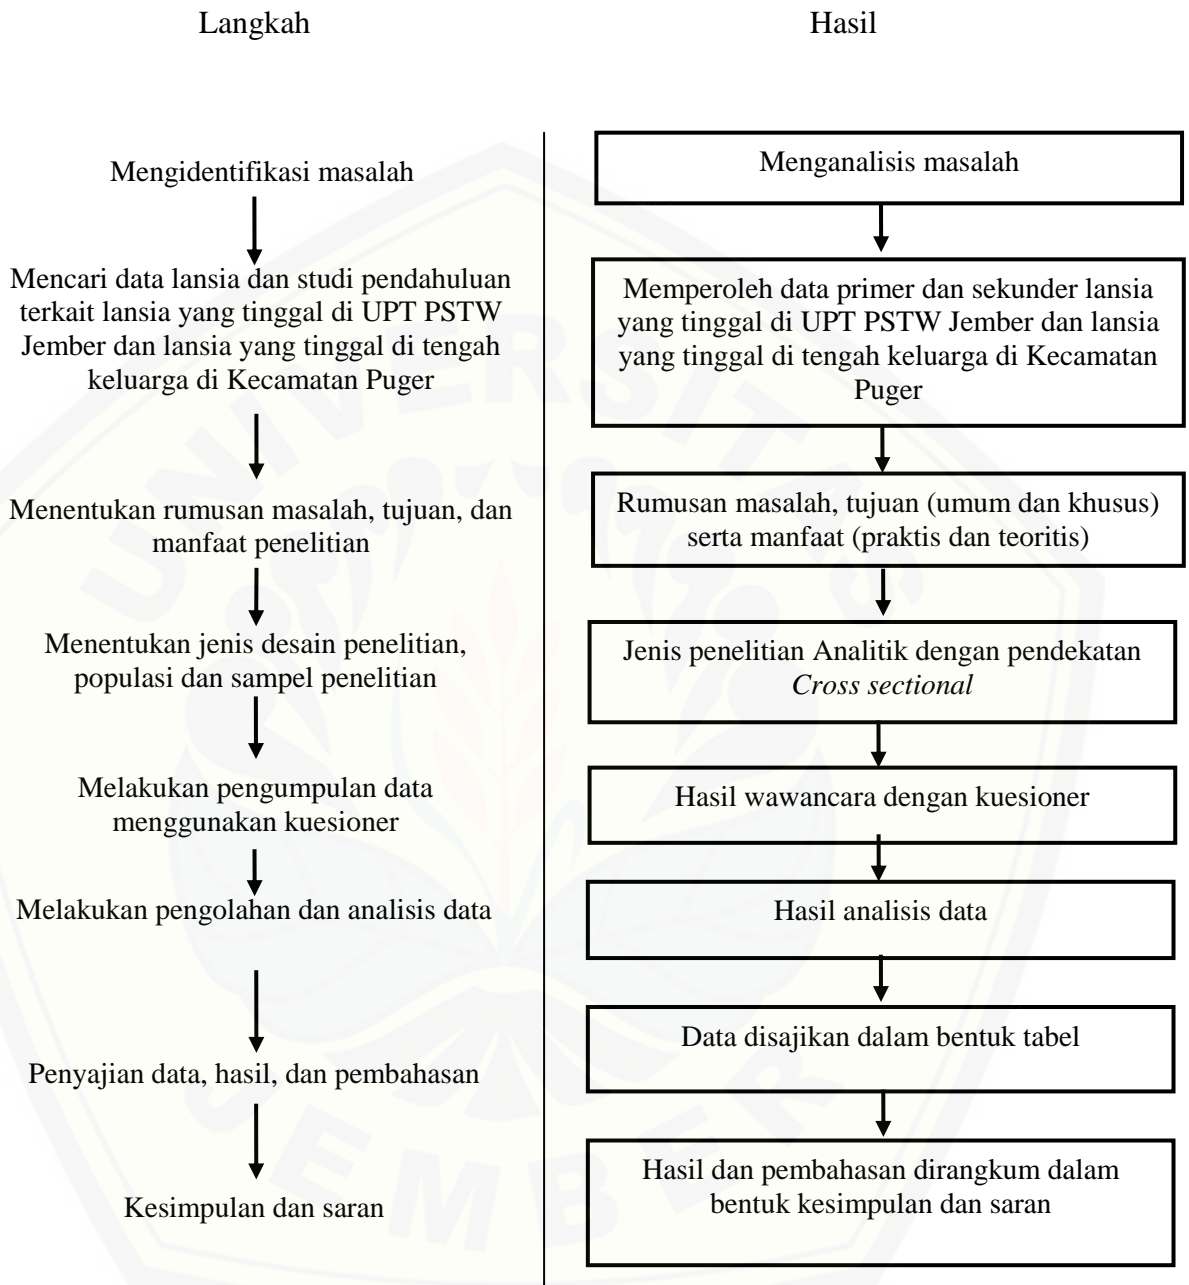 Langkah
Hasil
Mengidentifikasi masalah
Mencari data lansia dan studi pendahuluan
terkait lansia yang tinggal di UPT PSTW
Jember dan lansia yang tinggal di tengah
keluarga di Kecamatan Puger
Menentukan rumusan masalah, tujuan, dan
manfaat penelitian
Menentukan jenis desain penelitian,
populasi dan sampel penelitian
Melakukan pengumpulan data
menggunakan kuesioner
Melakukan pengolahan dan analisis data
Penyajian data, hasil, dan pembahasan
Kesimpulan dan saran
Menganalisis masalah
Memperoleh data primer dan sekunder lansia
yang tinggal di UPT PSTW Jember dan lansia
yang tinggal di tengah keluarga di Kecamatan
Puger
Rumusan masalah, tujuan (umum dan khusus)
serta manfaat (praktis dan teoritis)
Jenis penelitian Analitik dengan pendekatan
Cross sectional
Hasil wawancara dengan kuesioner
Hasil analisis data
Data disajikan dalam bentuk tabel
Hasil dan pembahasan dirangkum dalam
bentuk kesimpulan dan saran
UNIVERSITAS
JEMBER